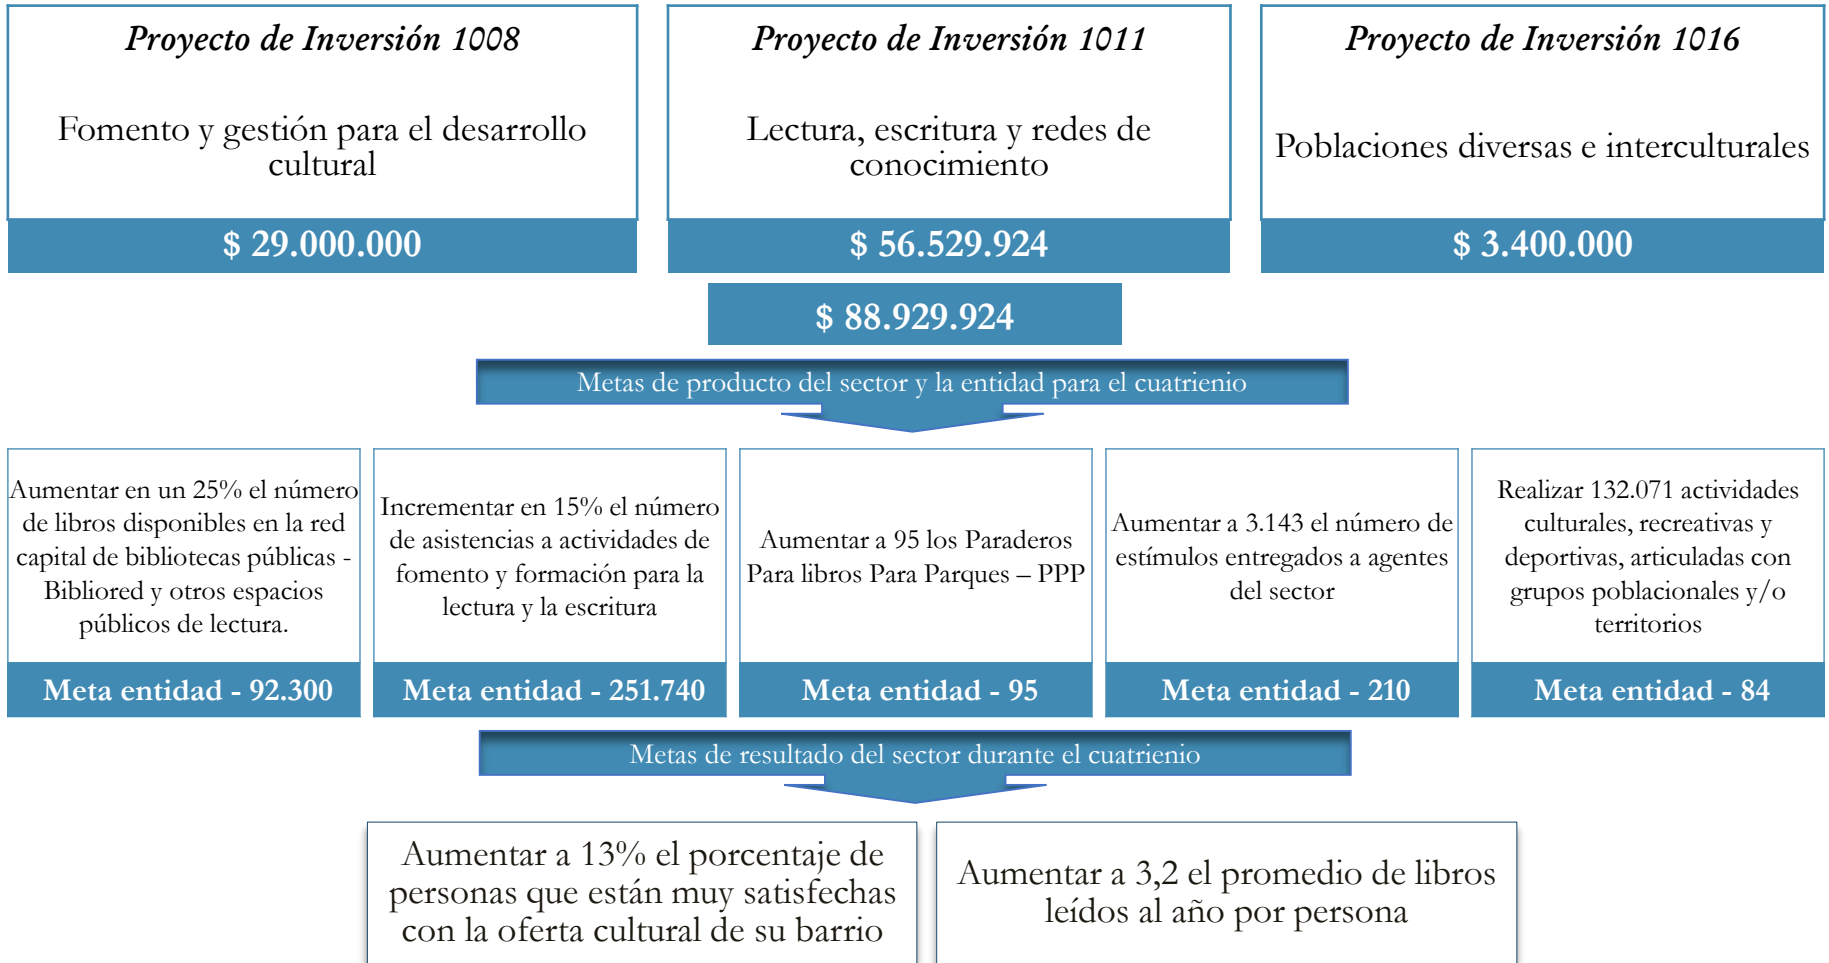 Proyecto de Inversión 1008
Fomento y gestión para el desarrollo
cultural
$ 29.000.000
Proyecto de Inversión 1011
Lectura, escritura y redes de
conocimiento
$ 56.529.924
Proyecto de Inversión 1016
Poblaciones diversas e interculturales
$ 3.400.000
$ 88.929.924
Metas de producto del sector y la entidad para el cuatrienio
Aumentar en un 25% el número
de libros disponibles en la red
capital de bibliotecas públicas -
Bibliored y otros espacios
públicos de lectura.
Meta entidad - 92.300
Incrementar en 15% el número
de asistencias a actividades de
fomento y formación para la
lectura y la escritura
Meta entidad - 251.740
Aumentar a 95 los Paraderos
Para libros Para Parques – PPP
Meta entidad - 95
Aumentar a 3.143 el número de
estímulos entregados a agentes
del sector
Meta entidad - 210
Realizar 132.071 actividades
culturales, recreativas y
deportivas, articuladas con
grupos poblacionales y/o
territorios
Meta entidad - 84
Metas de resultado del sector durante el cuatrienio
Aumentar a 13% el porcentaje de
personas que están muy satisfechas
con la oferta cultural de su barrio
Aumentar a 3,2 el promedio de libros
leídos al año por persona